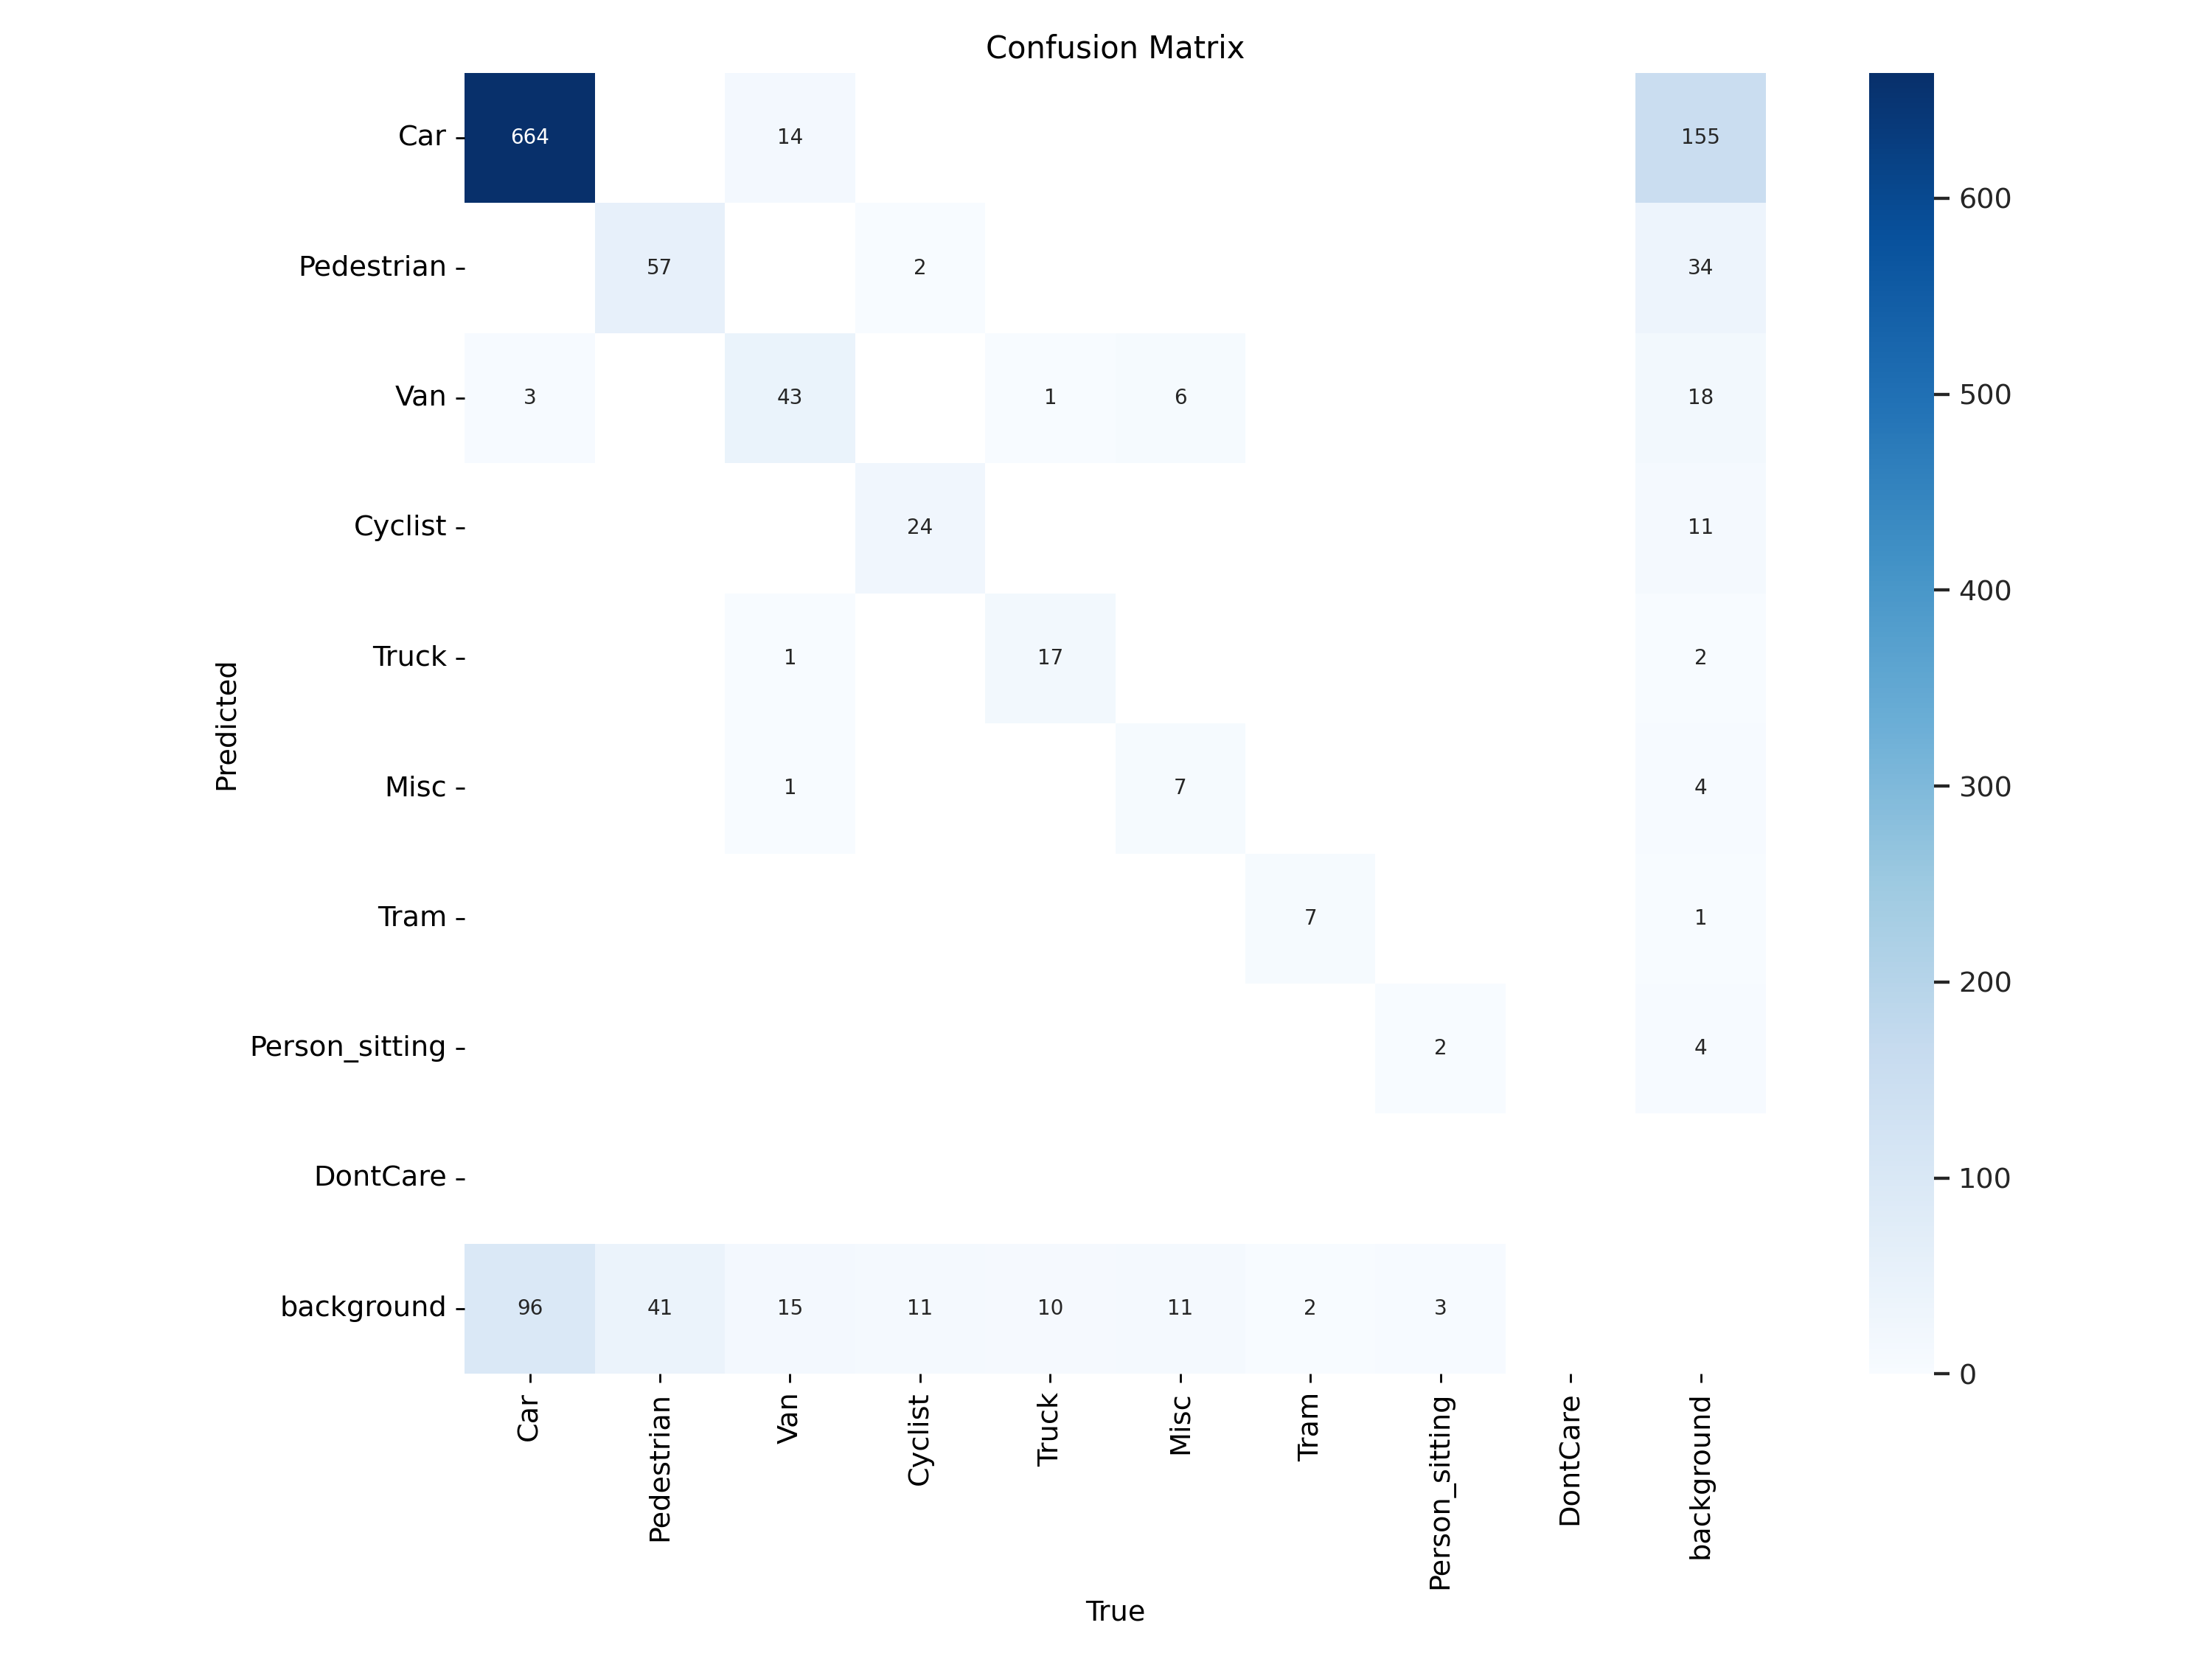 Confusion Matrix
Car 664 14 155
600
Pedestrian 57 2 34
Van 3 43 1 6 18
500
Cyclist 24 11
400
Truck 1 17 2
Predicted
Misc 1 7 4
300
Tram 7 1
200
Person_sitting 2 4
DontCare
100
background 96 41 15 11 10 11 2 3
0
Car Pedestrian Van Cyclist Truck Misc Tram Person_sitting DontCare background
True